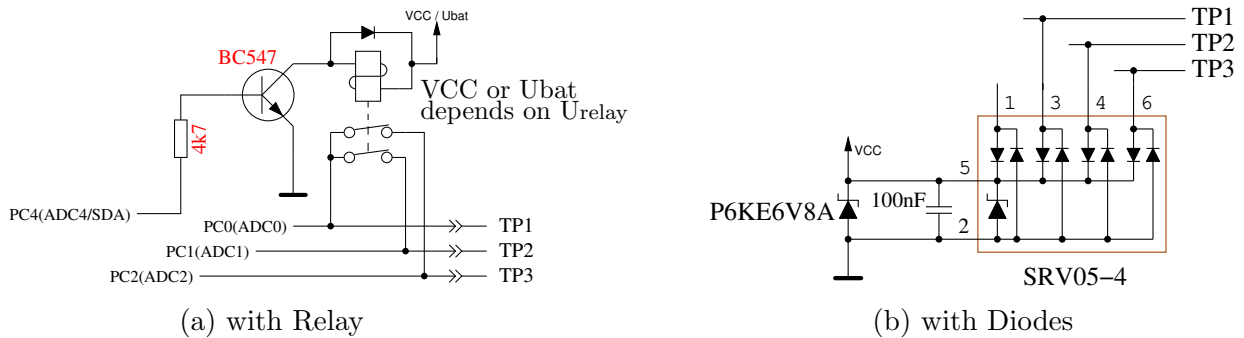 VCC / Ubat
BC547
VCC or Ubat
depends on Urelay
4k7
PC4(ADC4/SDA)
PC0(ADC0)
TP1
PC1(ADC1)
TP2
PC2(ADC2)
TP3
(a) with Relay
TP1
TP2
TP3
1
3
4
6
VCC
5
100nF
P6KE6V8A
2
SRV05−4
(b) with Diodes